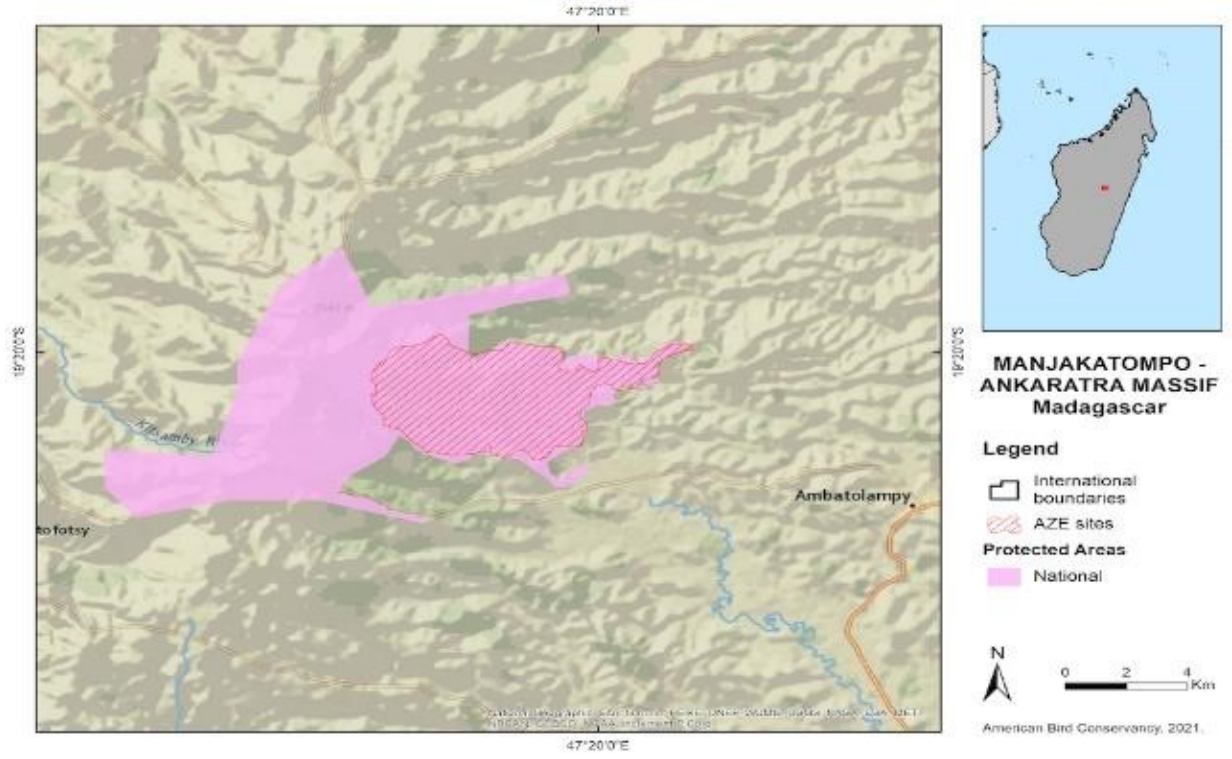 47°20'0"E
19°20'0"S
19°20'0"S
Kitsamby R
Ambatolampy
tofotsy
47°20'0"E
MANJAKATOMPO -
ANKARATRA MASSIF
Madagascar
Legend
International
boundaries
AZE sites
Protected Areas
National
N
0 2 4
Km
American Bird Conservancy, 2021.